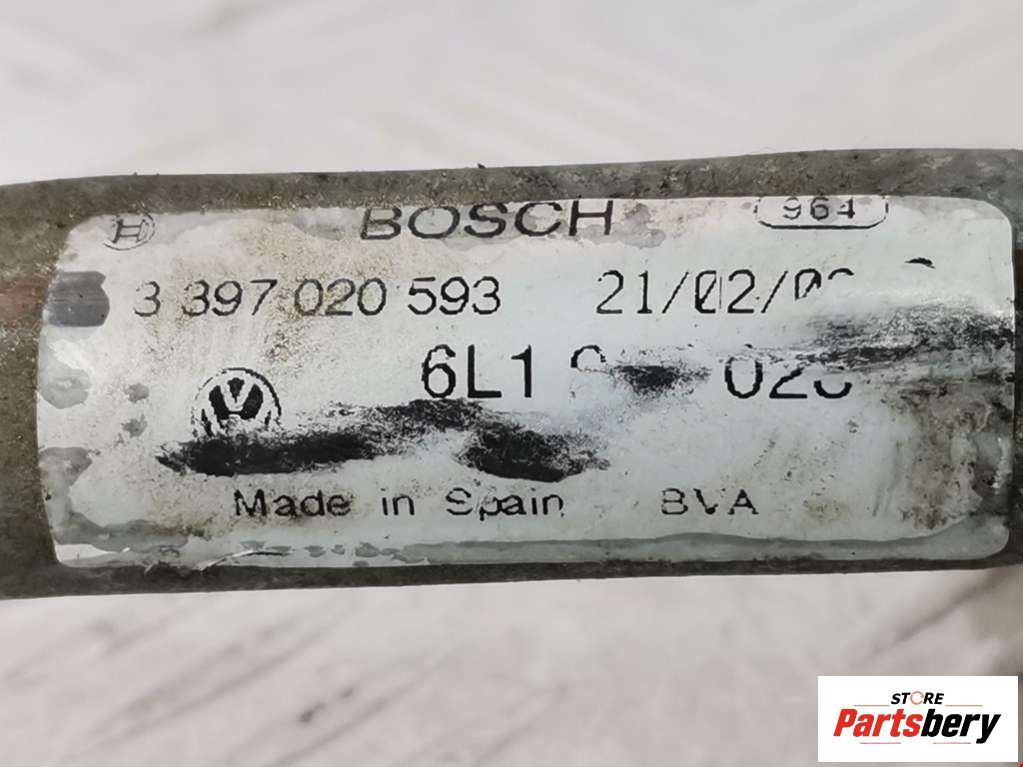 BOSCH 964
3 397 020 593
6L1
Made in Spain BVA
STORE
Partsbery